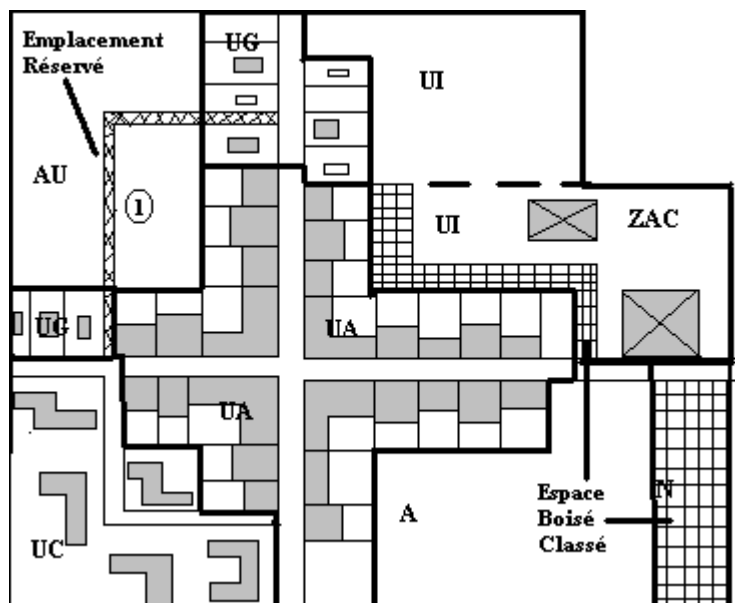 Emplacement
Réservé
UG
UI
AU
1
UI
ZAC
UG
UA
UA
Espace
Boisé
Classé
N
A
UC